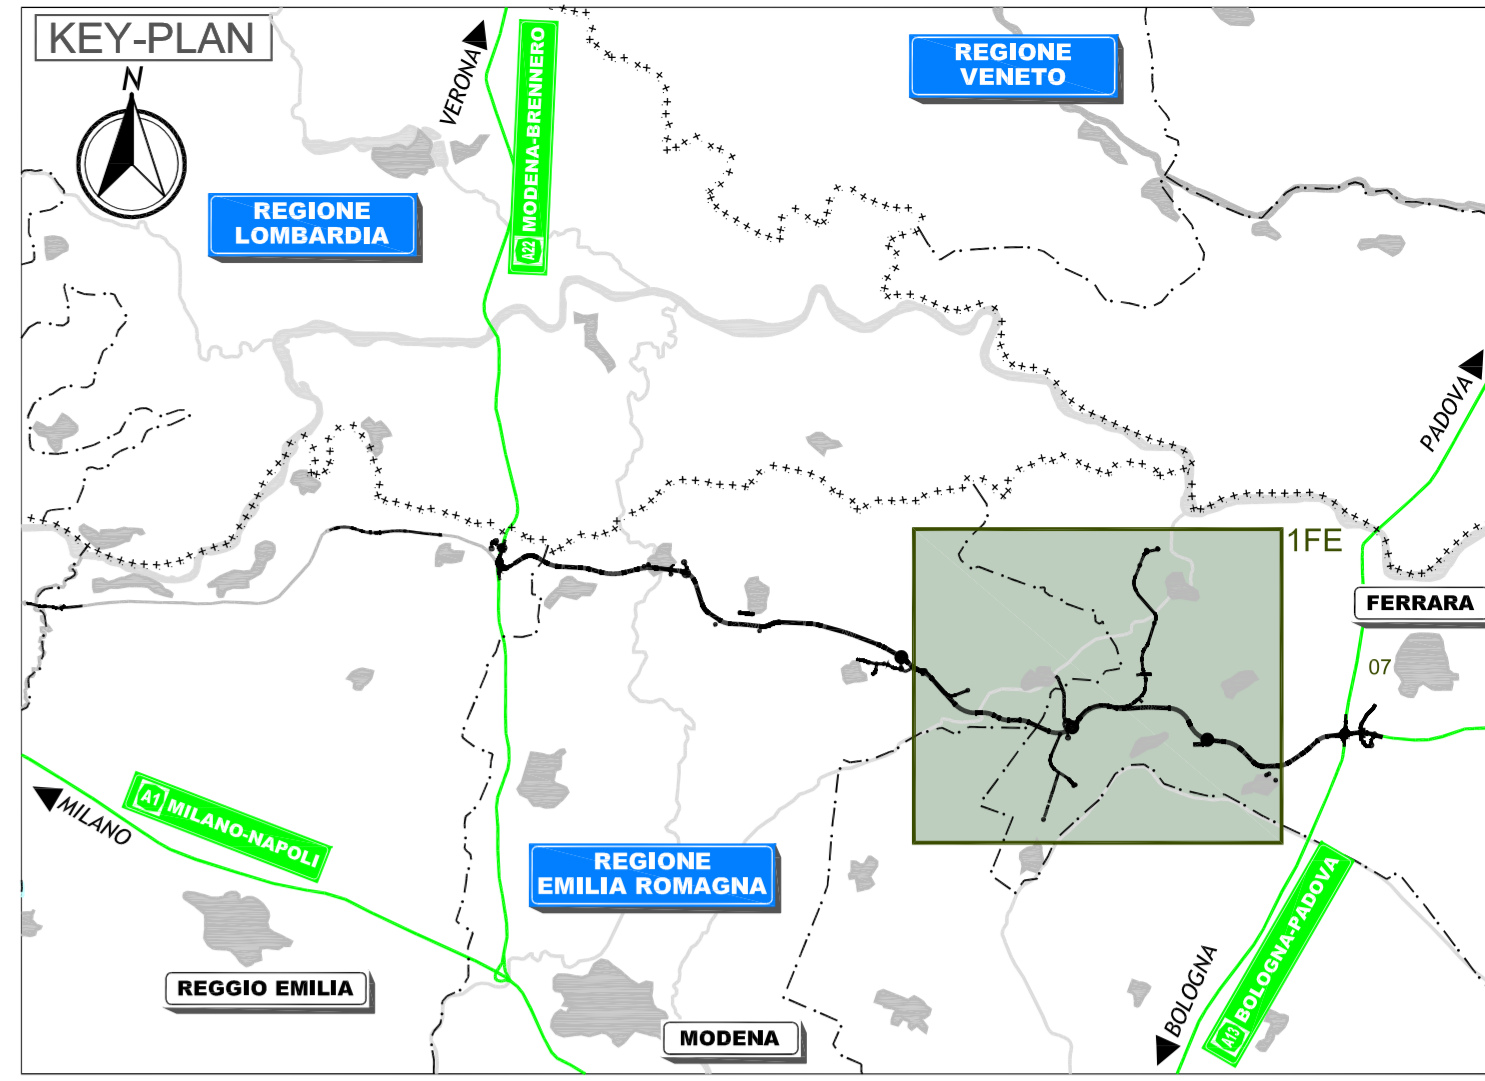 KEY-PLAN
N
VERONA
A22 MODENA-BRENNERO
REGIONE
VENETO
REGIONE
LOMBARDIA
PADOVA
1FE
FERRARA
07
A1 MILANO-NAPOLI
MILANO
REGIONE
EMILIA ROMAGNA
A13 BOLOGNA-PADOVA
BOLOGNA
REGGIO EMILIA
MODENA